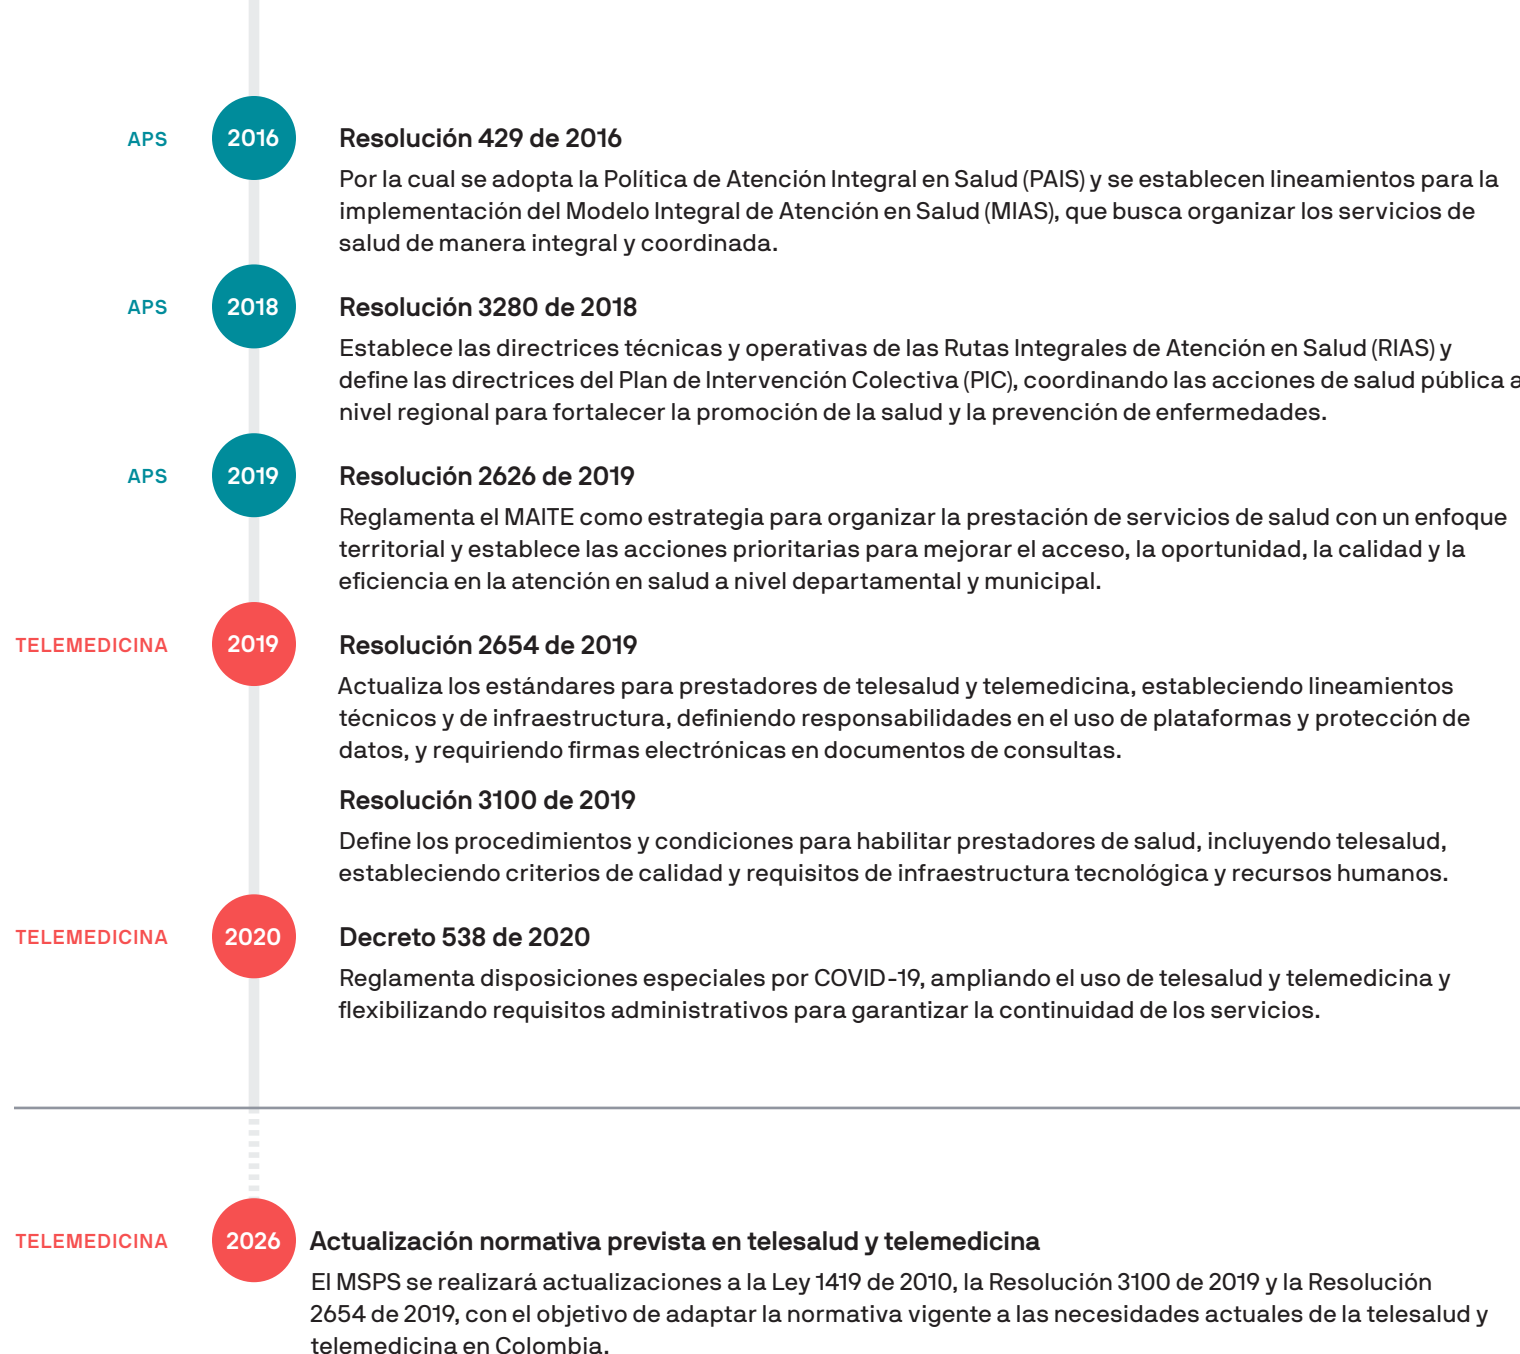 APS
2016
Resolución 429 de 2016
Por la cual se adopta la Política de Atención Integral en Salud (PAIS) y se establecen lineamientos para la
implementación del Modelo Integral de Atención en Salud (MIAS), que busca organizar los servicios de
salud de manera integral y coordinada.
APS
2018
Resolución 3280 de 2018
Establece las directrices técnicas y operativas de las Rutas Integrales de Atención en Salud (RIAS) y
define las directrices del Plan de Intervención Colectiva (PIC), coordinando las acciones de salud pública a
nivel regional para fortalecer la promoción de la salud y la prevención de enfermedades.
APS
2019
Resolución 2626 de 2019
Reglamenta el MAITE como estrategia para organizar la prestación de servicios de salud con un enfoque
territorial y establece las acciones prioritarias para mejorar el acceso, la oportunidad, la calidad y la
eficiencia en la atención en salud a nivel departamental y municipal.
TELEMEDICINA
2019
Resolución 2654 de 2019
Actualiza los estándares para prestadores de telesalud y telemedicina, estableciendo lineamientos
técnicos y de infraestructura, definiendo responsabilidades en el uso de plataformas y protección de
datos, y requiriendo firmas electrónicas en documentos de consultas.
Resolución 3100 de 2019
Define los procedimientos y condiciones para habilitar prestadores de salud, incluyendo telesalud,
estableciendo criterios de calidad y requisitos de infraestructura tecnológica y recursos humanos.
TELEMEDICINA
2020
Decreto 538 de 2020
Reglamenta disposiciones especiales por COVID-19, ampliando el uso de telesalud y telemedicina y
flexibilizando requisitos administrativos para garantizar la continuidad de los servicios.
TELEMEDICINA
2026
Actualización normativa prevista en telesalud y telemedicina
El MSPS se realizará actualizaciones a la Ley 1419 de 2010, la Resolución 3100 de 2019 y la Resolución
2654 de 2019, con el objetivo de adaptar la normativa vigente a las necesidades actuales de la telesalud y
telemedicina en Colombia.